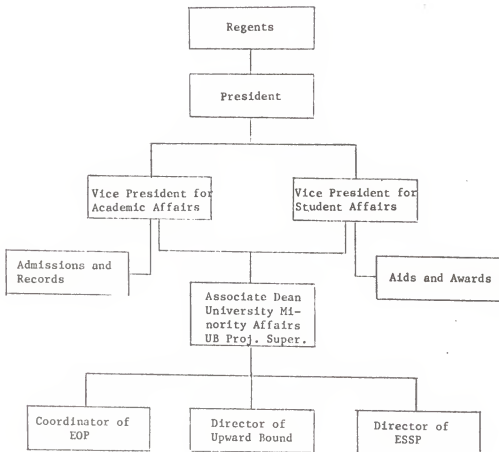 Regents
President
Vice President for
Academic Affairs
Vice President for
Student Affairs
Admissions and
Records
Aids and Awards
Associate Dean
University Mi-
nority Affairs
UB Proj. Super.
Coordinator of
EOP
Director of
Upward Bound
Director of
ESSP